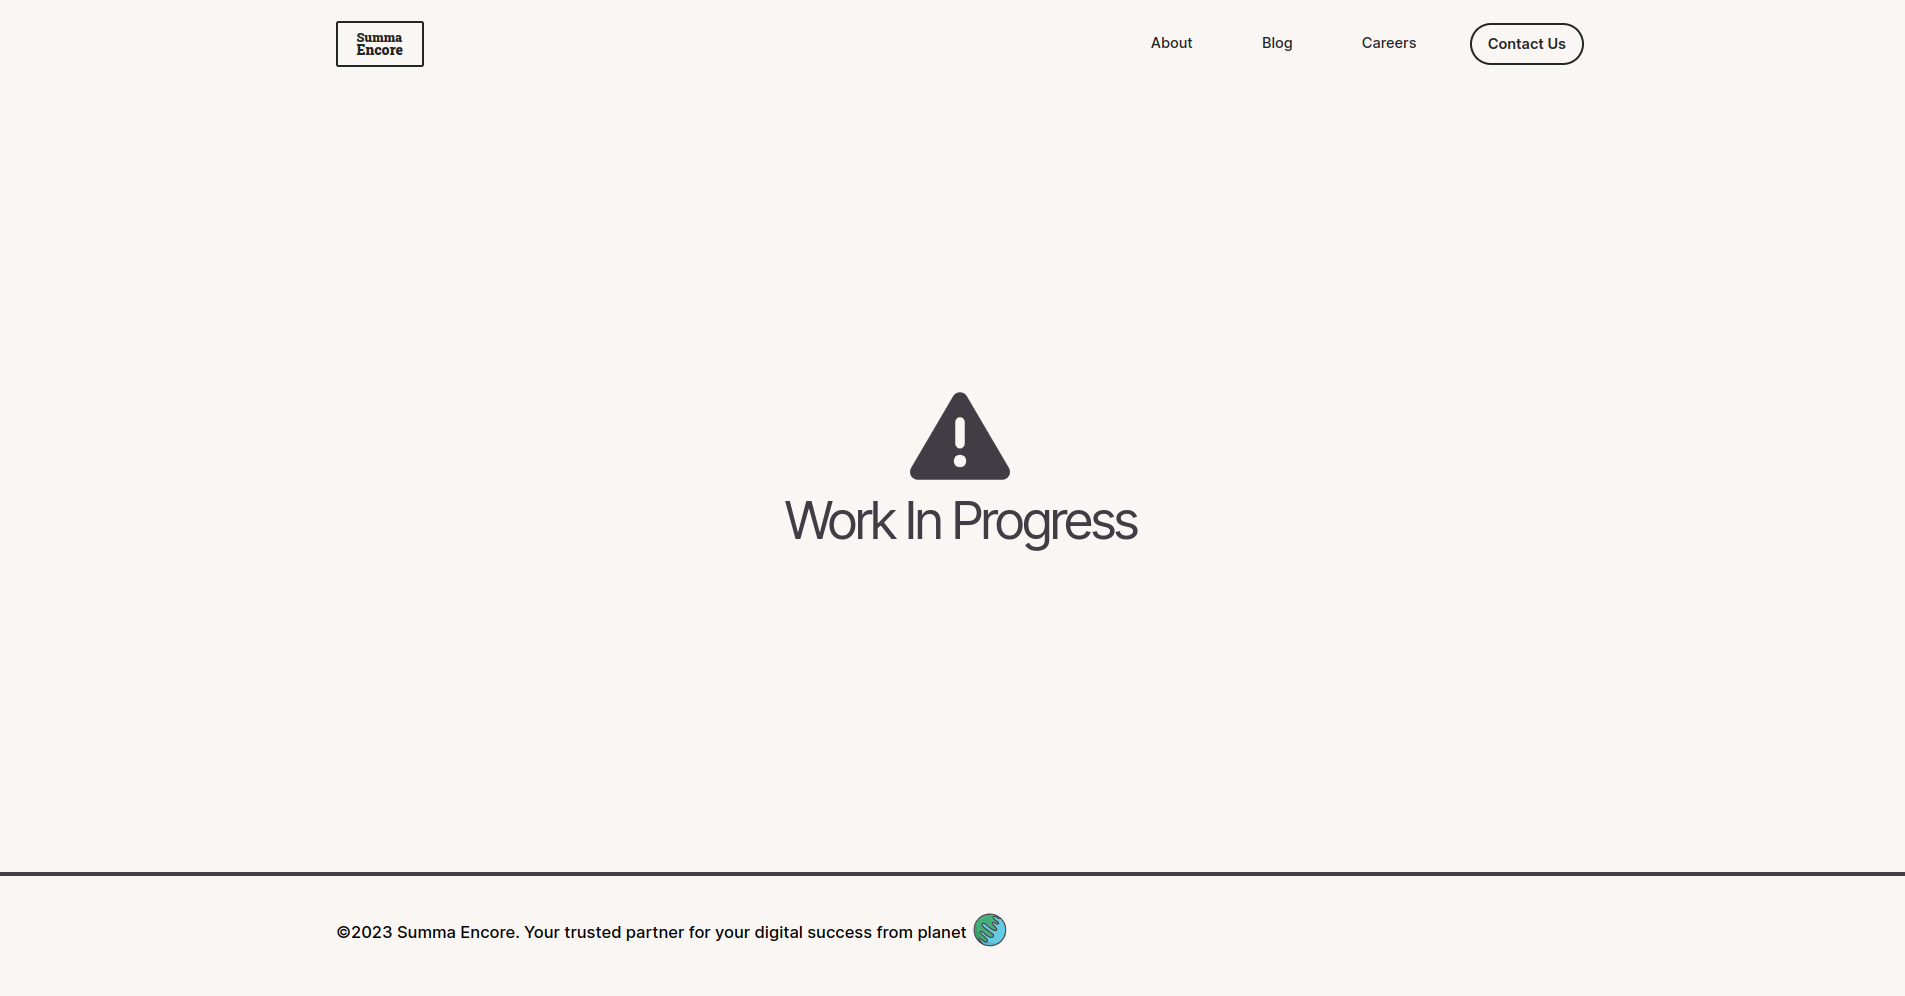 Summa
Encore
About
Blog
Careers
Contact Us
Work In Progress
©2023 Summa Encore. Your trusted partner for your digital success from planet